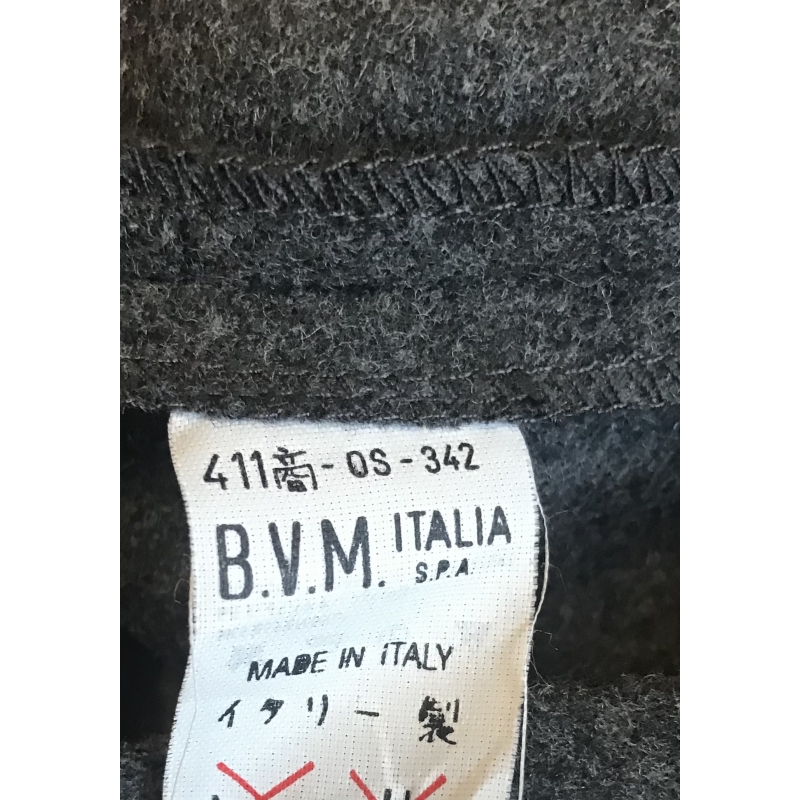 411商-OS-342
B.V.M. ITALIA
S.P.A
MADE IN ITALY
イタリー 製